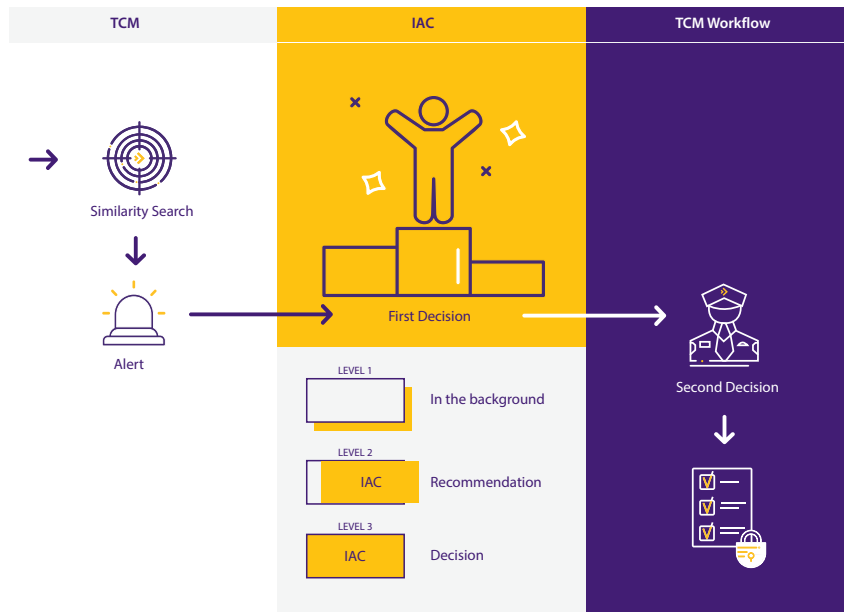 TCM
IAC
TCM Workflow
Similarity Search
Alert
First Decision
LEVEL 1
In the background
LEVEL 2
IAC
Recommendation
LEVEL 3
IAC
Decision
Second Decision